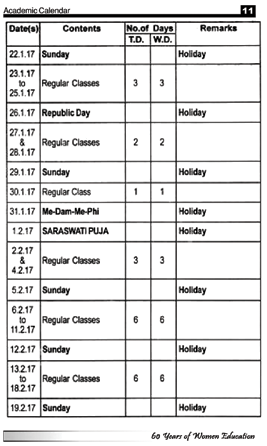 Academic Calendar 11
Date(s) Contents No.of Days Remarks
T.D. W.D.
22.1.17 Sunday Holiday
23.1.17
to Regular Classes 3 3
25.1.17
26.1.17 Republic Day Holiday
27.1.17
& Regular Classes 2 2
28.1.17
29.1.17 Sunday Holiday
30.1.17 Regular Class 1 1
31.1.17 Me-Dam-Me-Phi Holiday
1.2.17 SARASWATI PUJA Holiday
2.2.17
& Regular Classes 3 3
4.2.17
5.2.17 Sunday Holiday
6.2.17
to Regular Classes 6 6
11.2.17
12.2.17 Sunday Holiday
13.2.17
to Regular Classes 6 6
18.2.17
19.2.17 Sunday Holiday
60 Years of Women Education